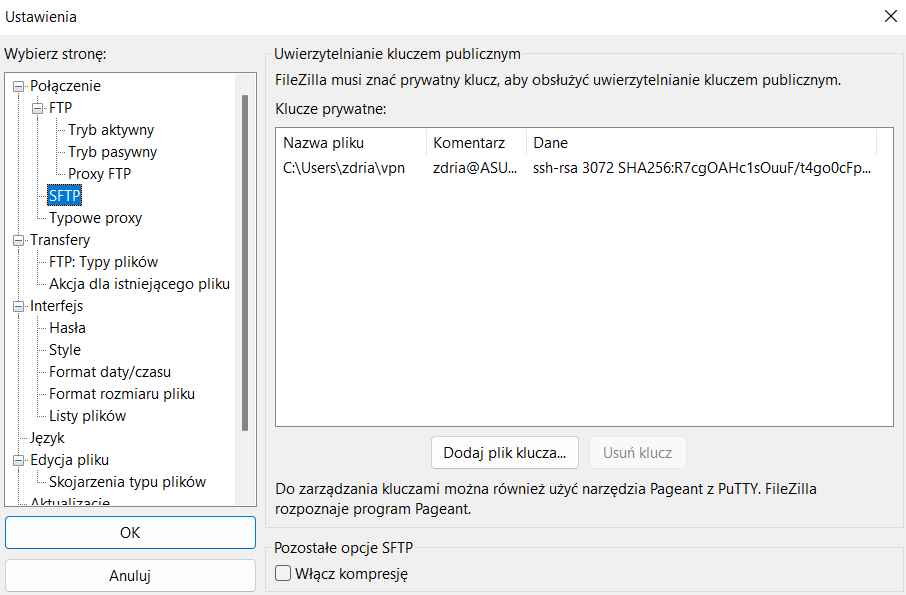 Ustawienia
Wybierz stronę:
Połączenie
FTP
Tryb aktywny
Tryb pasywny
Proxy FTP
SFTP
Typowe proxy
Transfery
FTP: Typy plików
Akcja dla istniejącego pliku
Interfejs
Hasła
Style
Format daty/czasu
Format rozmiaru pliku
Listy plików
Język
Edycja pliku
Skojarzenia typu plików
Aktualizacje
OK
Anuluj
Uwierzytelnianie kluczem publicznym
FileZilla musi znać prywatny klucz, aby obsłużyć uwierzytelnianie kluczem publicznym.
Klucze prywatne:
Nazwa pliku Komentarz Dane
C:\Users\zdria\vpn zdria@ASU... ssh-rsa 3072 SHA256:R7cgOAHc1sOuuF/t4go0cFp...
Dodaj plik klucza... Usuń klucz
Do zarządzania kluczami można również użyć narzędzia Pageant z PuTTY. FileZilla
rozpoznaje program Pageant.
Pozostałe opcje SFTP
Włącz kompresję